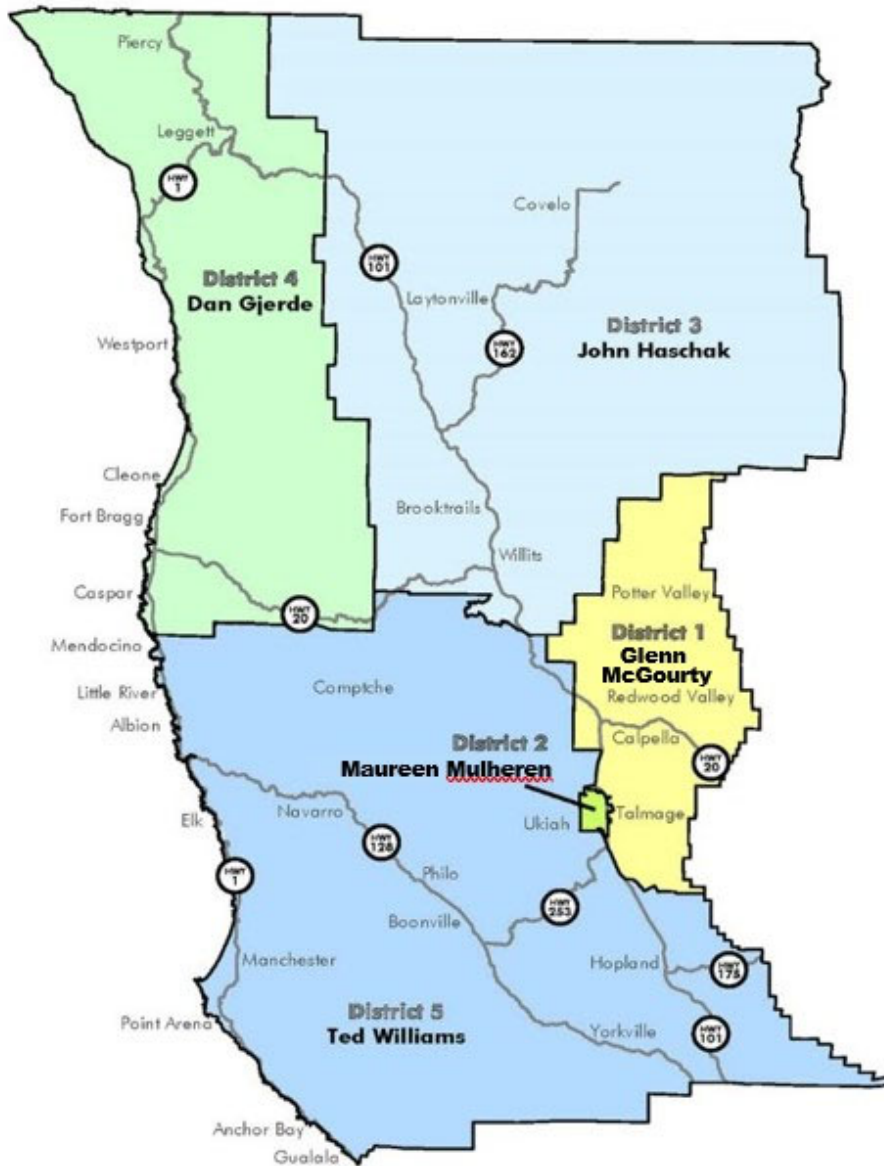 Piercy
Leggett
HWY
1
Covelo
HWY
101
District 4
Dan Gjerde
Laytonville
District 3
John Haschak
Westport
HWY
162
Cleone
Brooktrails
Fort Bragg
Willits
Caspar
HWY
20
Potter Valley
Mendocino
District 1
Glenn
McGourty
Comptche
Little River
Redwood Valley
Albion
District 2
Maureen Mulheren
Calpella
HWY
20
Elk
Navarro
Ukiah
Talmage
HWY
128
HWY
1
Philo
HWY
253
Boonville
Manchester
Hopland
HWY
175
Point Arena
District 5
Ted Williams
Yorkville
HWY
101
Anchor Bay
Gualala